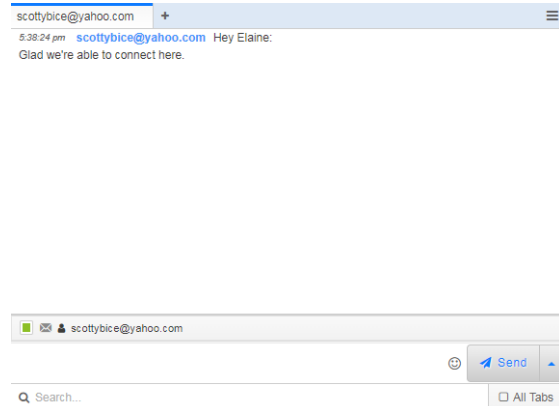 scottybice@yahoo.com +
5:38:24 pm scottybice@yahoo.com Hey Elaine:
Glad we're able to connect here.
scottybice@yahoo.com
Send
Search... All Tabs